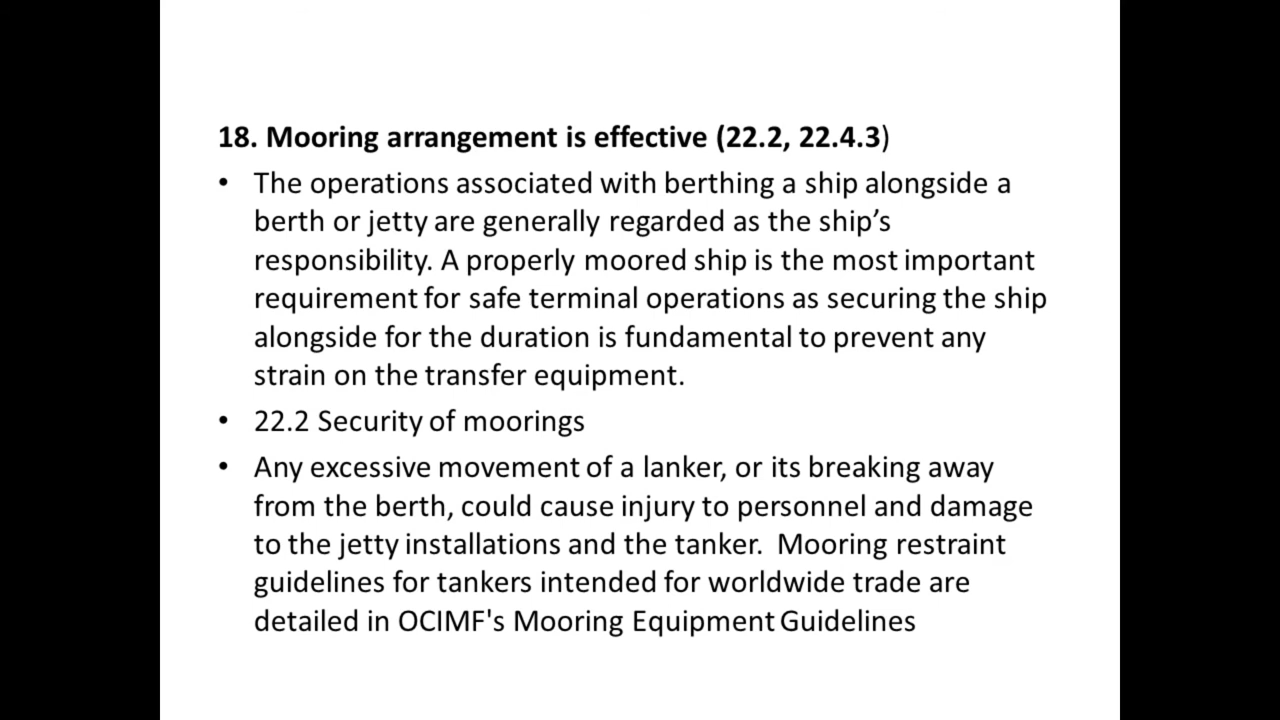 18. Mooring arrangement is effective (22.2, 22.4.3)
• The operations associated with berthing a ship alongside a
berth or jetty are generally regarded as the ship’s
responsibility. A properly moored ship is the most important
requirement for safe terminal operations as securing the ship
alongside for the duration is fundamental to prevent any
strain on the transfer equipment.
• 22.2 Security of moorings
• Any excessive movement of a lanker, or its breaking away
from the berth, could cause injury to personnel and damage
to the jetty installations and the tanker.  Mooring restraint
guidelines for tankers intended for worldwide trade are
detailed in OCIMF's Mooring Equipment Guidelines